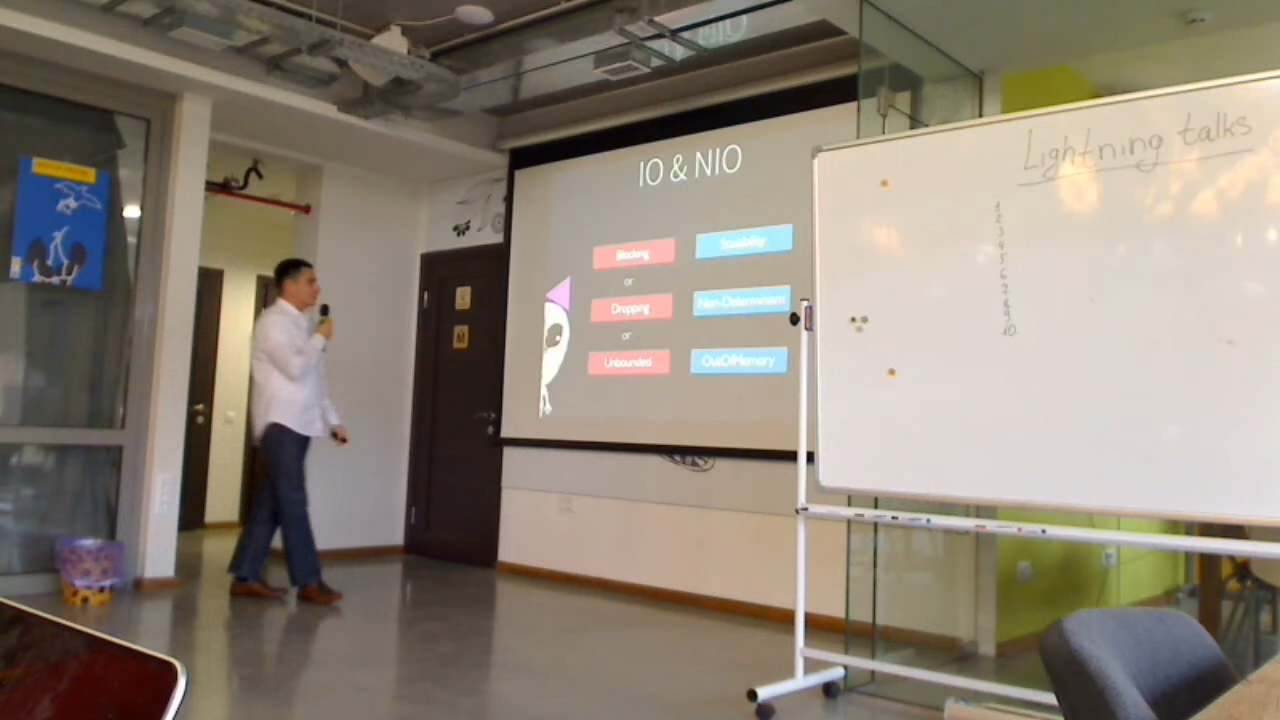 IO & NIO
Blocking
Scalability
or
Dropping
Non-Determinism
or
Unbounded
OutOfMemory
Lightning talks
1
2
3
4
5
6
7
8
9
10
M